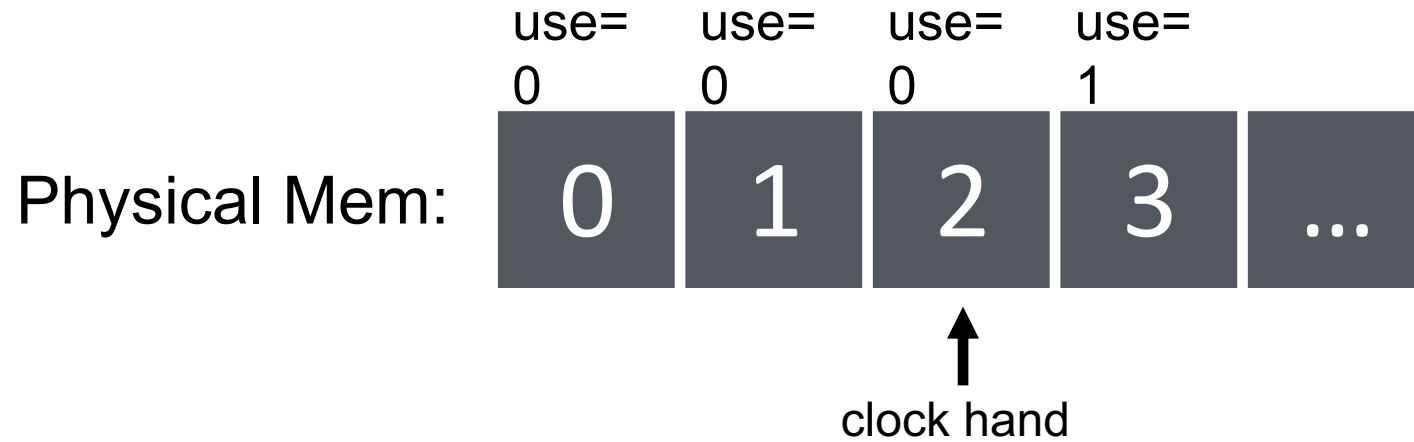 use= use= use= use=
0 0 0 1
Physical Mem: 0 1 2 3 ...
clock hand